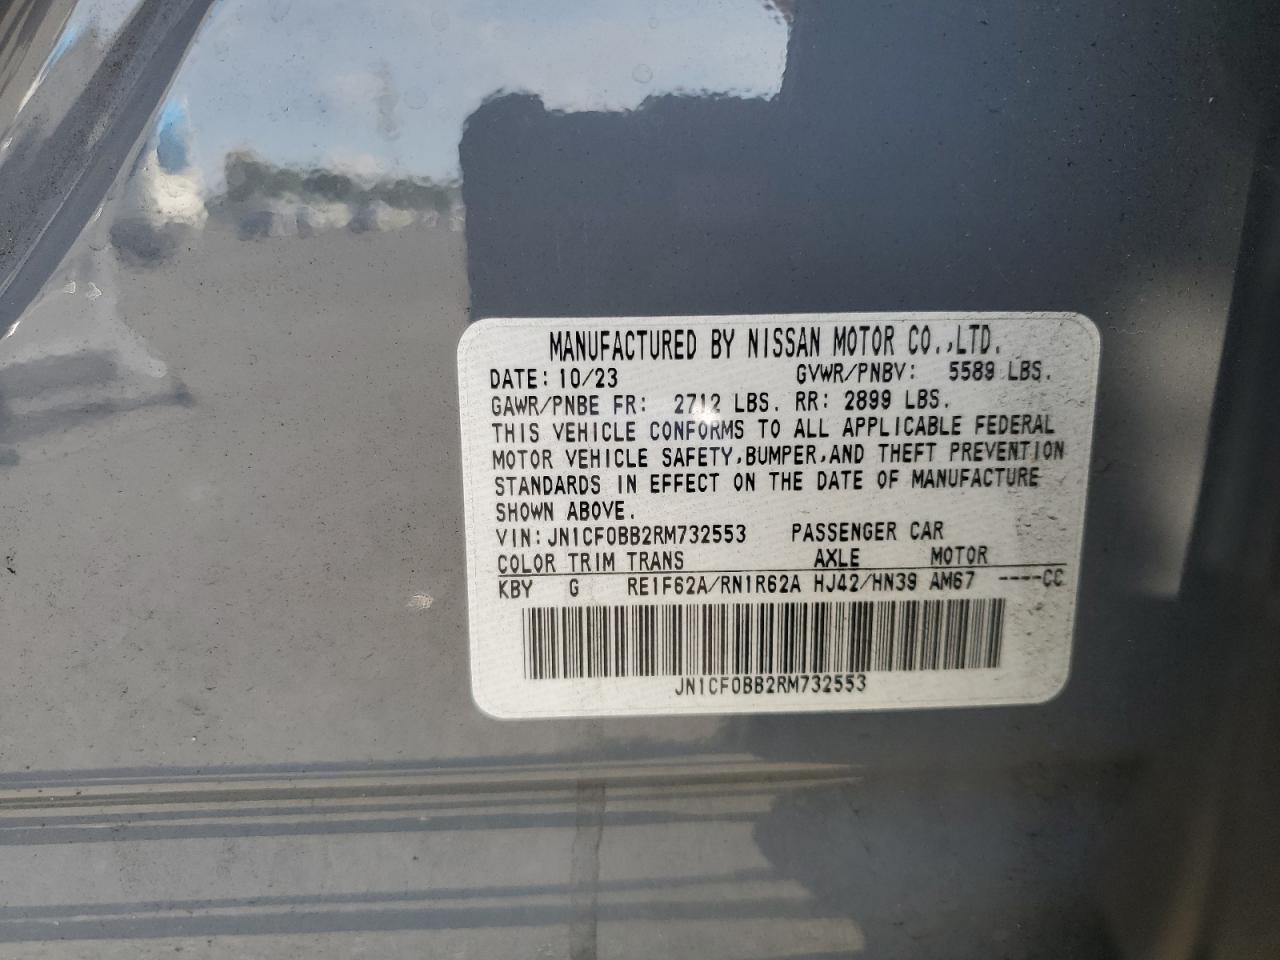 MANUFACTURED BY NISSAN MOTOR CO.,LTD.
DATE: 10/23 GVWR/PNBV: 5589 LBS.
GAWR/PNBE FR: 2712 LBS. RR: 2899 LBS.
THIS VEHICLE CONFORMS TO ALL APPLICABLE FEDERAL
MOTOR VEHICLE SAFETY,BUMPER,AND THEFT PREVENTION
STANDARDS IN EFFECT ON THE DATE OF MANUFACTURE
SHOWN ABOVE.
VIN:JN1CF0BB2RM732553 PASSENGER CAR
COLOR TRIM TRANS AXLE MOTOR
KBY G RE1F62A/RN1R62A HJ42/HN39 AM67 ----CC
JN1CF0BB2RM732553